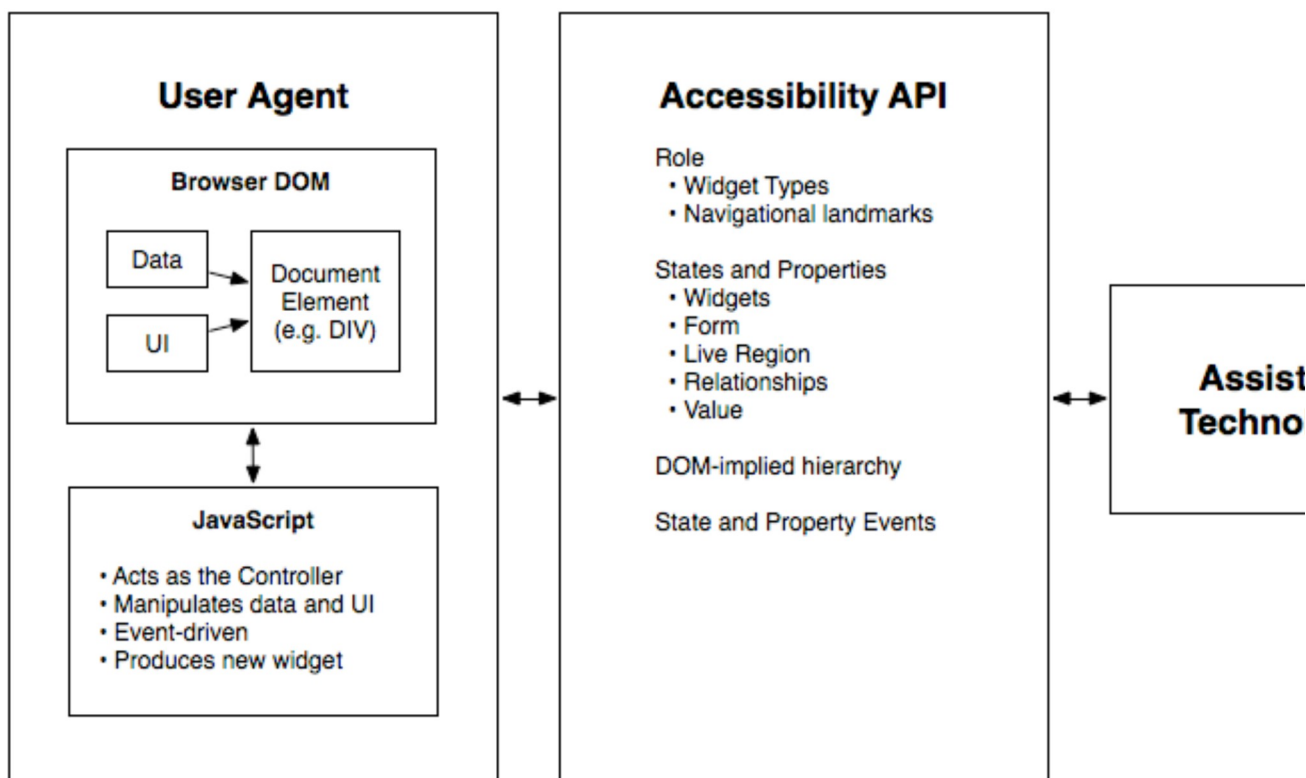 User Agent
Browser DOM
Data
UI
Document
Element
(e.g. DIV)
JavaScript
• Acts as the Controller
• Manipulates data and UI
• Event-driven
• Produces new widget
Accessibility API
Role
• Widget Types
• Navigational landmarks
States and Properties
• Widgets
• Form
• Live Region
• Relationships
• Value
DOM-implied hierarchy
State and Property Events
Assist
Techno